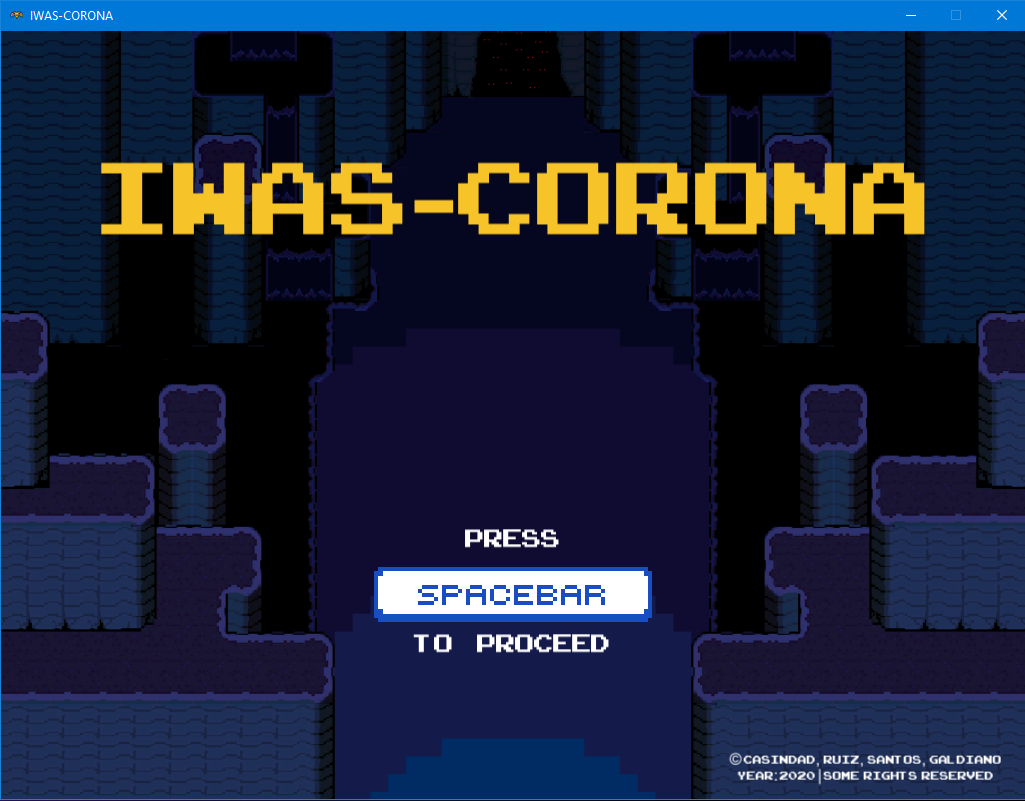 IWAS-CORONA
IWAS-CORONA
PRESS
SPACEBAR
TO PROCEED
©CASINDAD, RUIZ, SANTOS, GALDIANO
YEAR:2020|SOME RIGHTS RESERVED